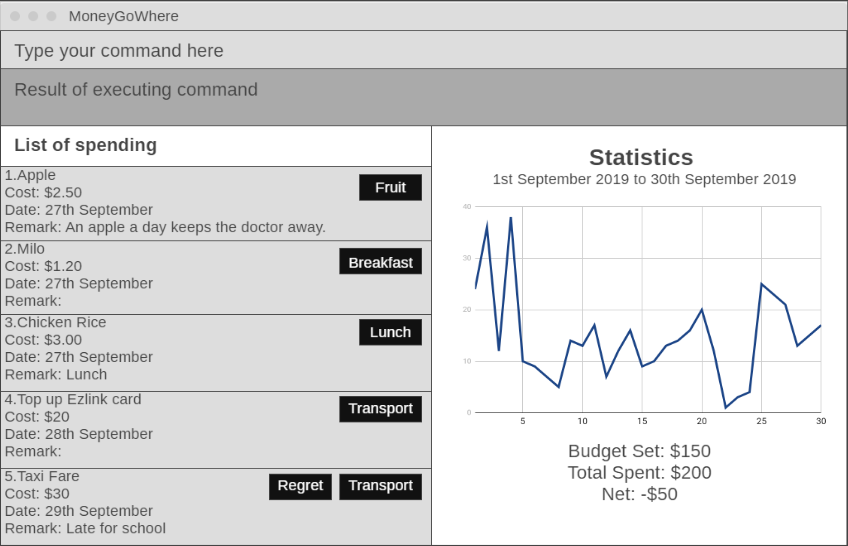 MoneyGoWhere
Type your command here
Result of executing command
List of spending
1.Apple
Fruit
Cost: $2.50
Date: 27th September
Remark: An apple a day keeps the doctor away.
2.Milo
Breakfast
Cost: $1.20
Date: 27th September
Remark:
3.Chicken Rice
Lunch
Cost: $3.00
Date: 27th September
Remark: Lunch
4.Top up Ezlink card
Transport
Cost: $20
Date: 28th September
Remark:
5.Taxi Fare
Regret Transport
Cost: $30
Date: 29th September
Remark: Late for school
Statistics
1st September 2019 to 30th September 2019
40
30
20
10
0
5 10 15 20 25 30
Budget Set: $150
Total Spent: $200
Net: -$50